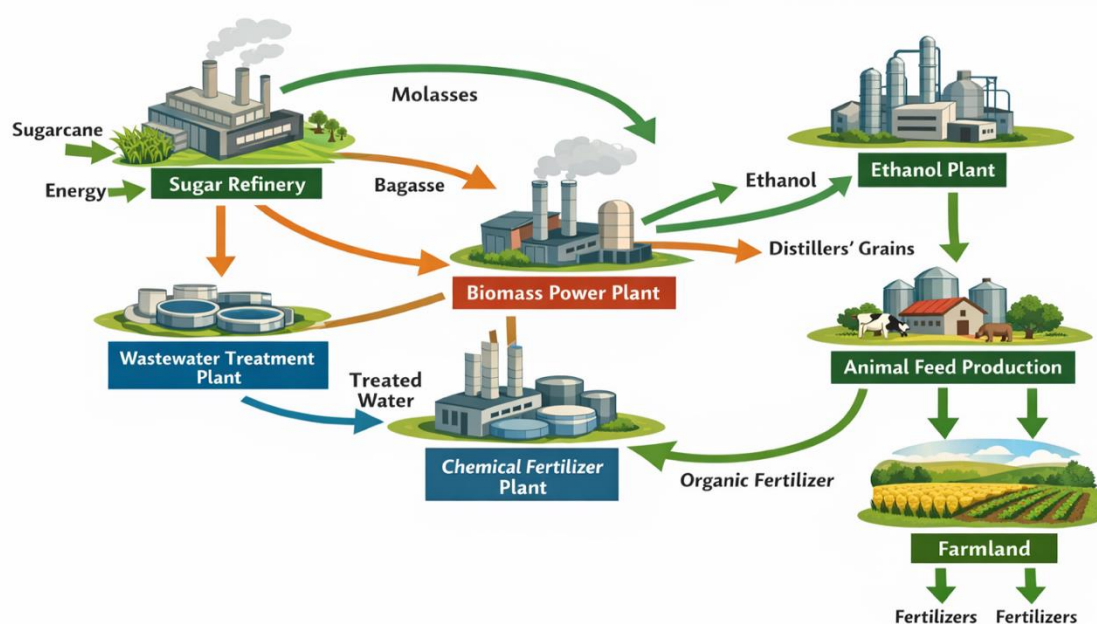 Molasses
Sugarcane
Energy
Sugar Refinery
Bagasse
Ethanol
Ethanol Plant
Distillers' Grains
Biomass Power Plant
Wastewater Treatment
Plant
Treated
Water
Animal Feed Production
Chemical Fertilizer
Plant
Organic Fertilizer
Farmland
Fertilizers
Fertilizers